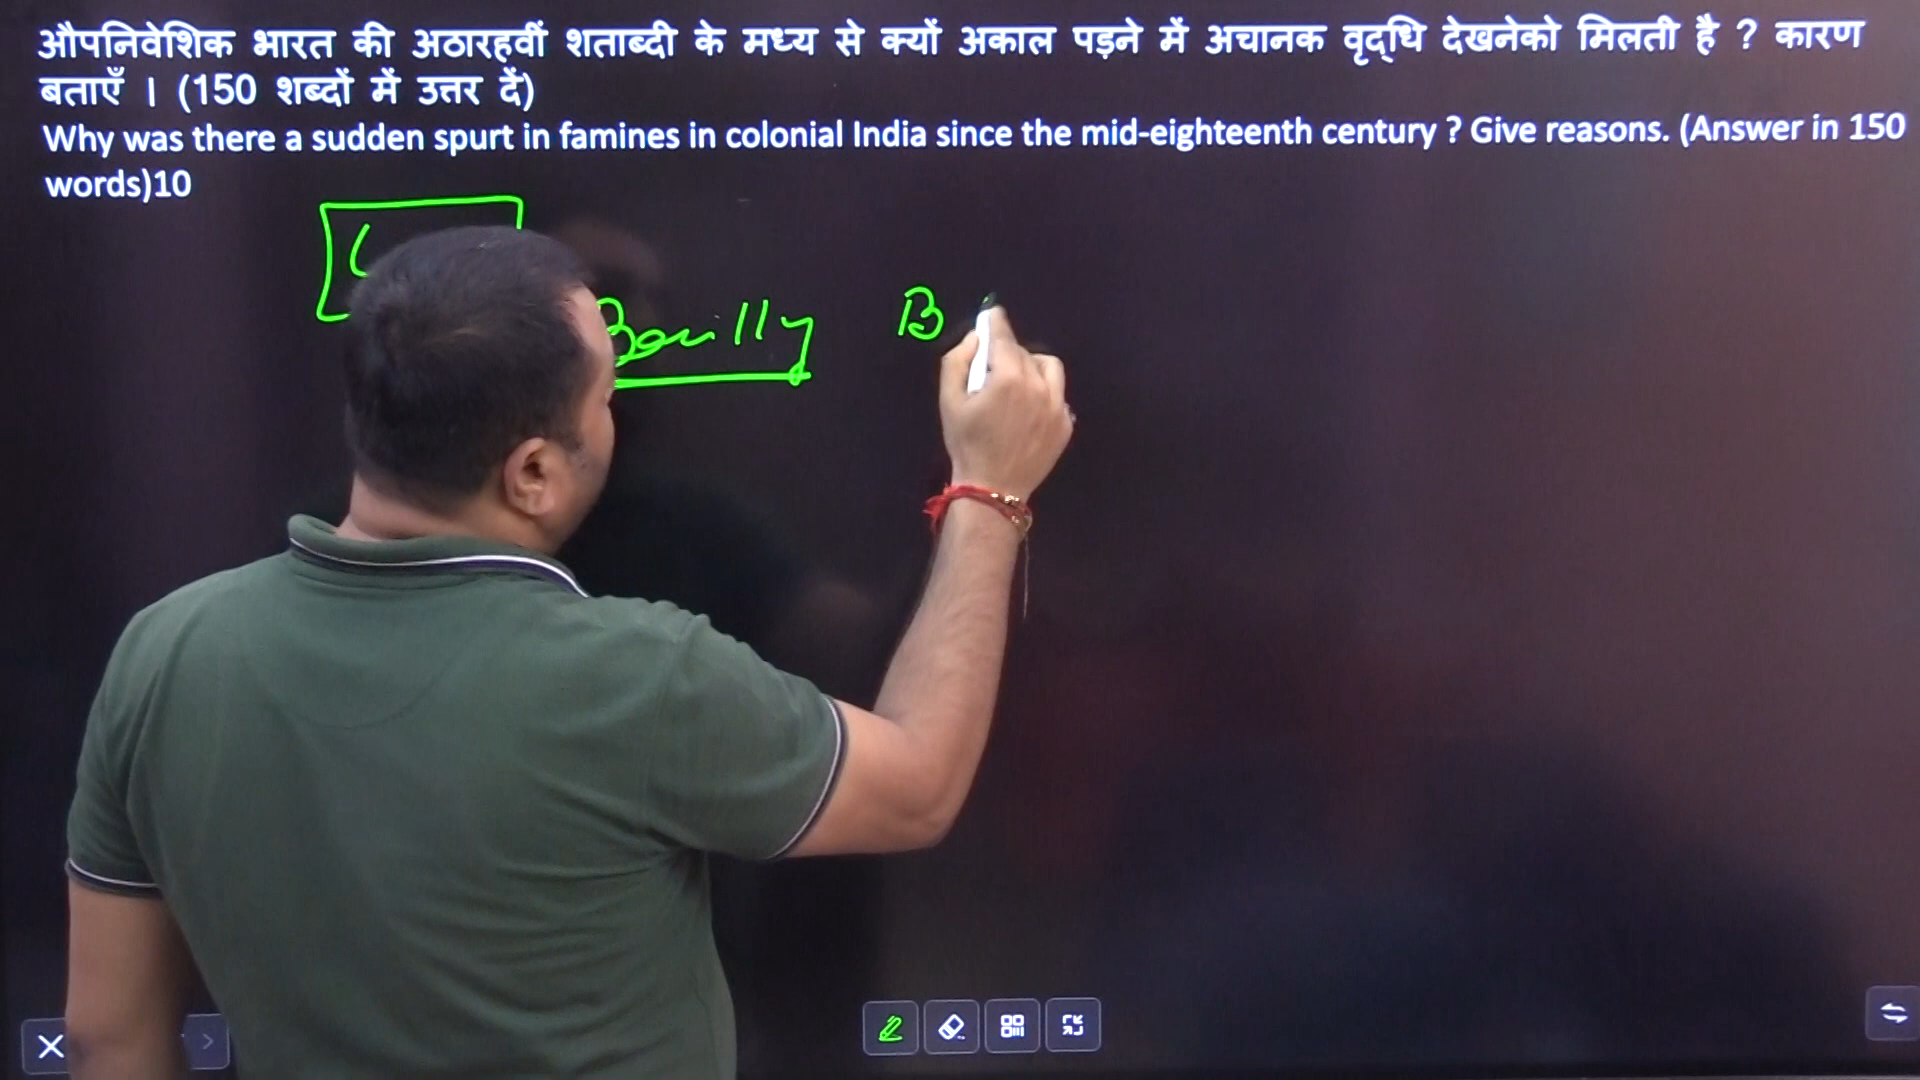 औपनिवेशिक भारत की अठारहवीं शताब्दी के मध्य से क्यों अकाल पड़ने में अचानक वृद्धि देखनेको मिलती है ? कारण
बताएँ । (150 शब्दों में उत्तर दें)
Why was there a sudden spurt in famines in colonial India since the mid-eighteenth century ? Give reasons. (Answer in 150
words)10
B